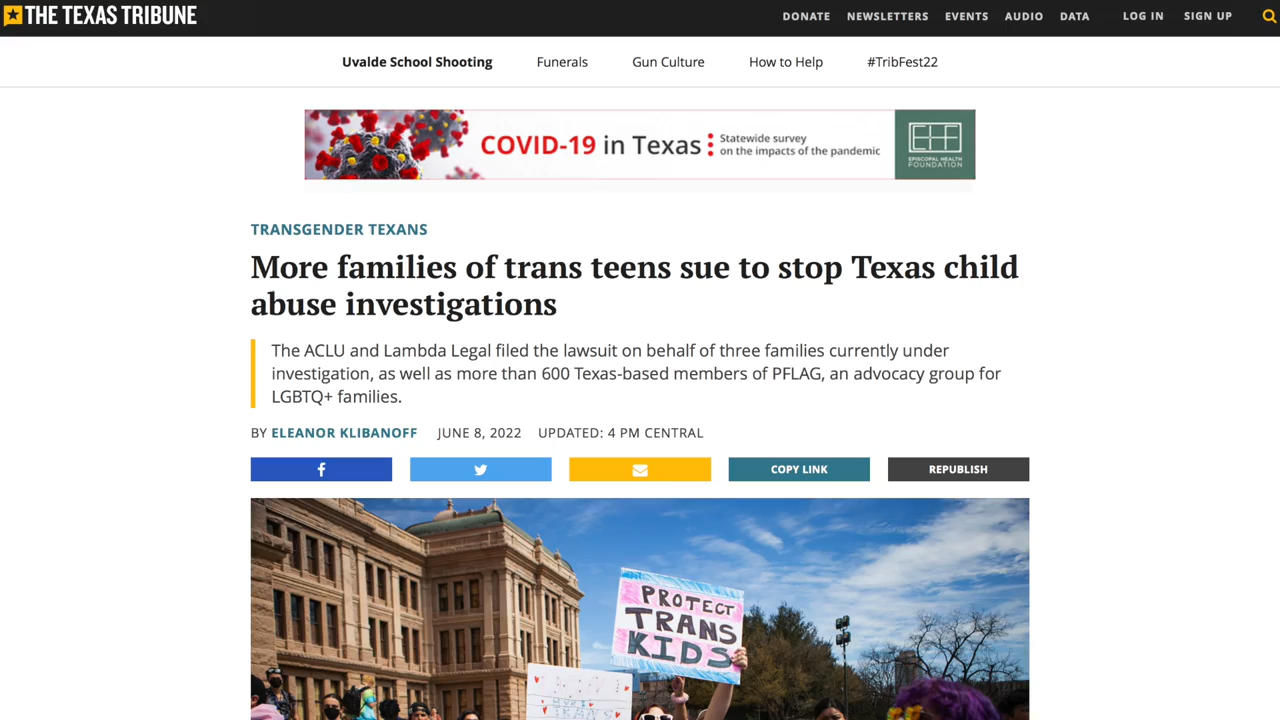 THE TEXAS TRIBUNE
DONATE NEWSLETTERS EVENTS AUDIO DATA LOG IN SIGN UP
Uvalde School Shooting Funerals Gun Culture How to Help #TribFest22
COVID-19 in Texas
Statewide survey
on the impacts of the pandemic
EHF
EPISCOPAL HEALTH
FOUNDATION
TRANSGENDER TEXANS
More families of trans teens sue to stop Texas child
abuse investigations
The ACLU and Lambda Legal filed the lawsuit on behalf of three families currently under
investigation, as well as more than 600 Texas-based members of PFLAG, an advocacy group for
LGBTQ+ families.
BY ELEANOR KLIBANOFF JUNE 8, 2022 UPDATED: 4 PM CENTRAL
COPY LINK REPUBLISH
PROTECT
TRANS
KIDS